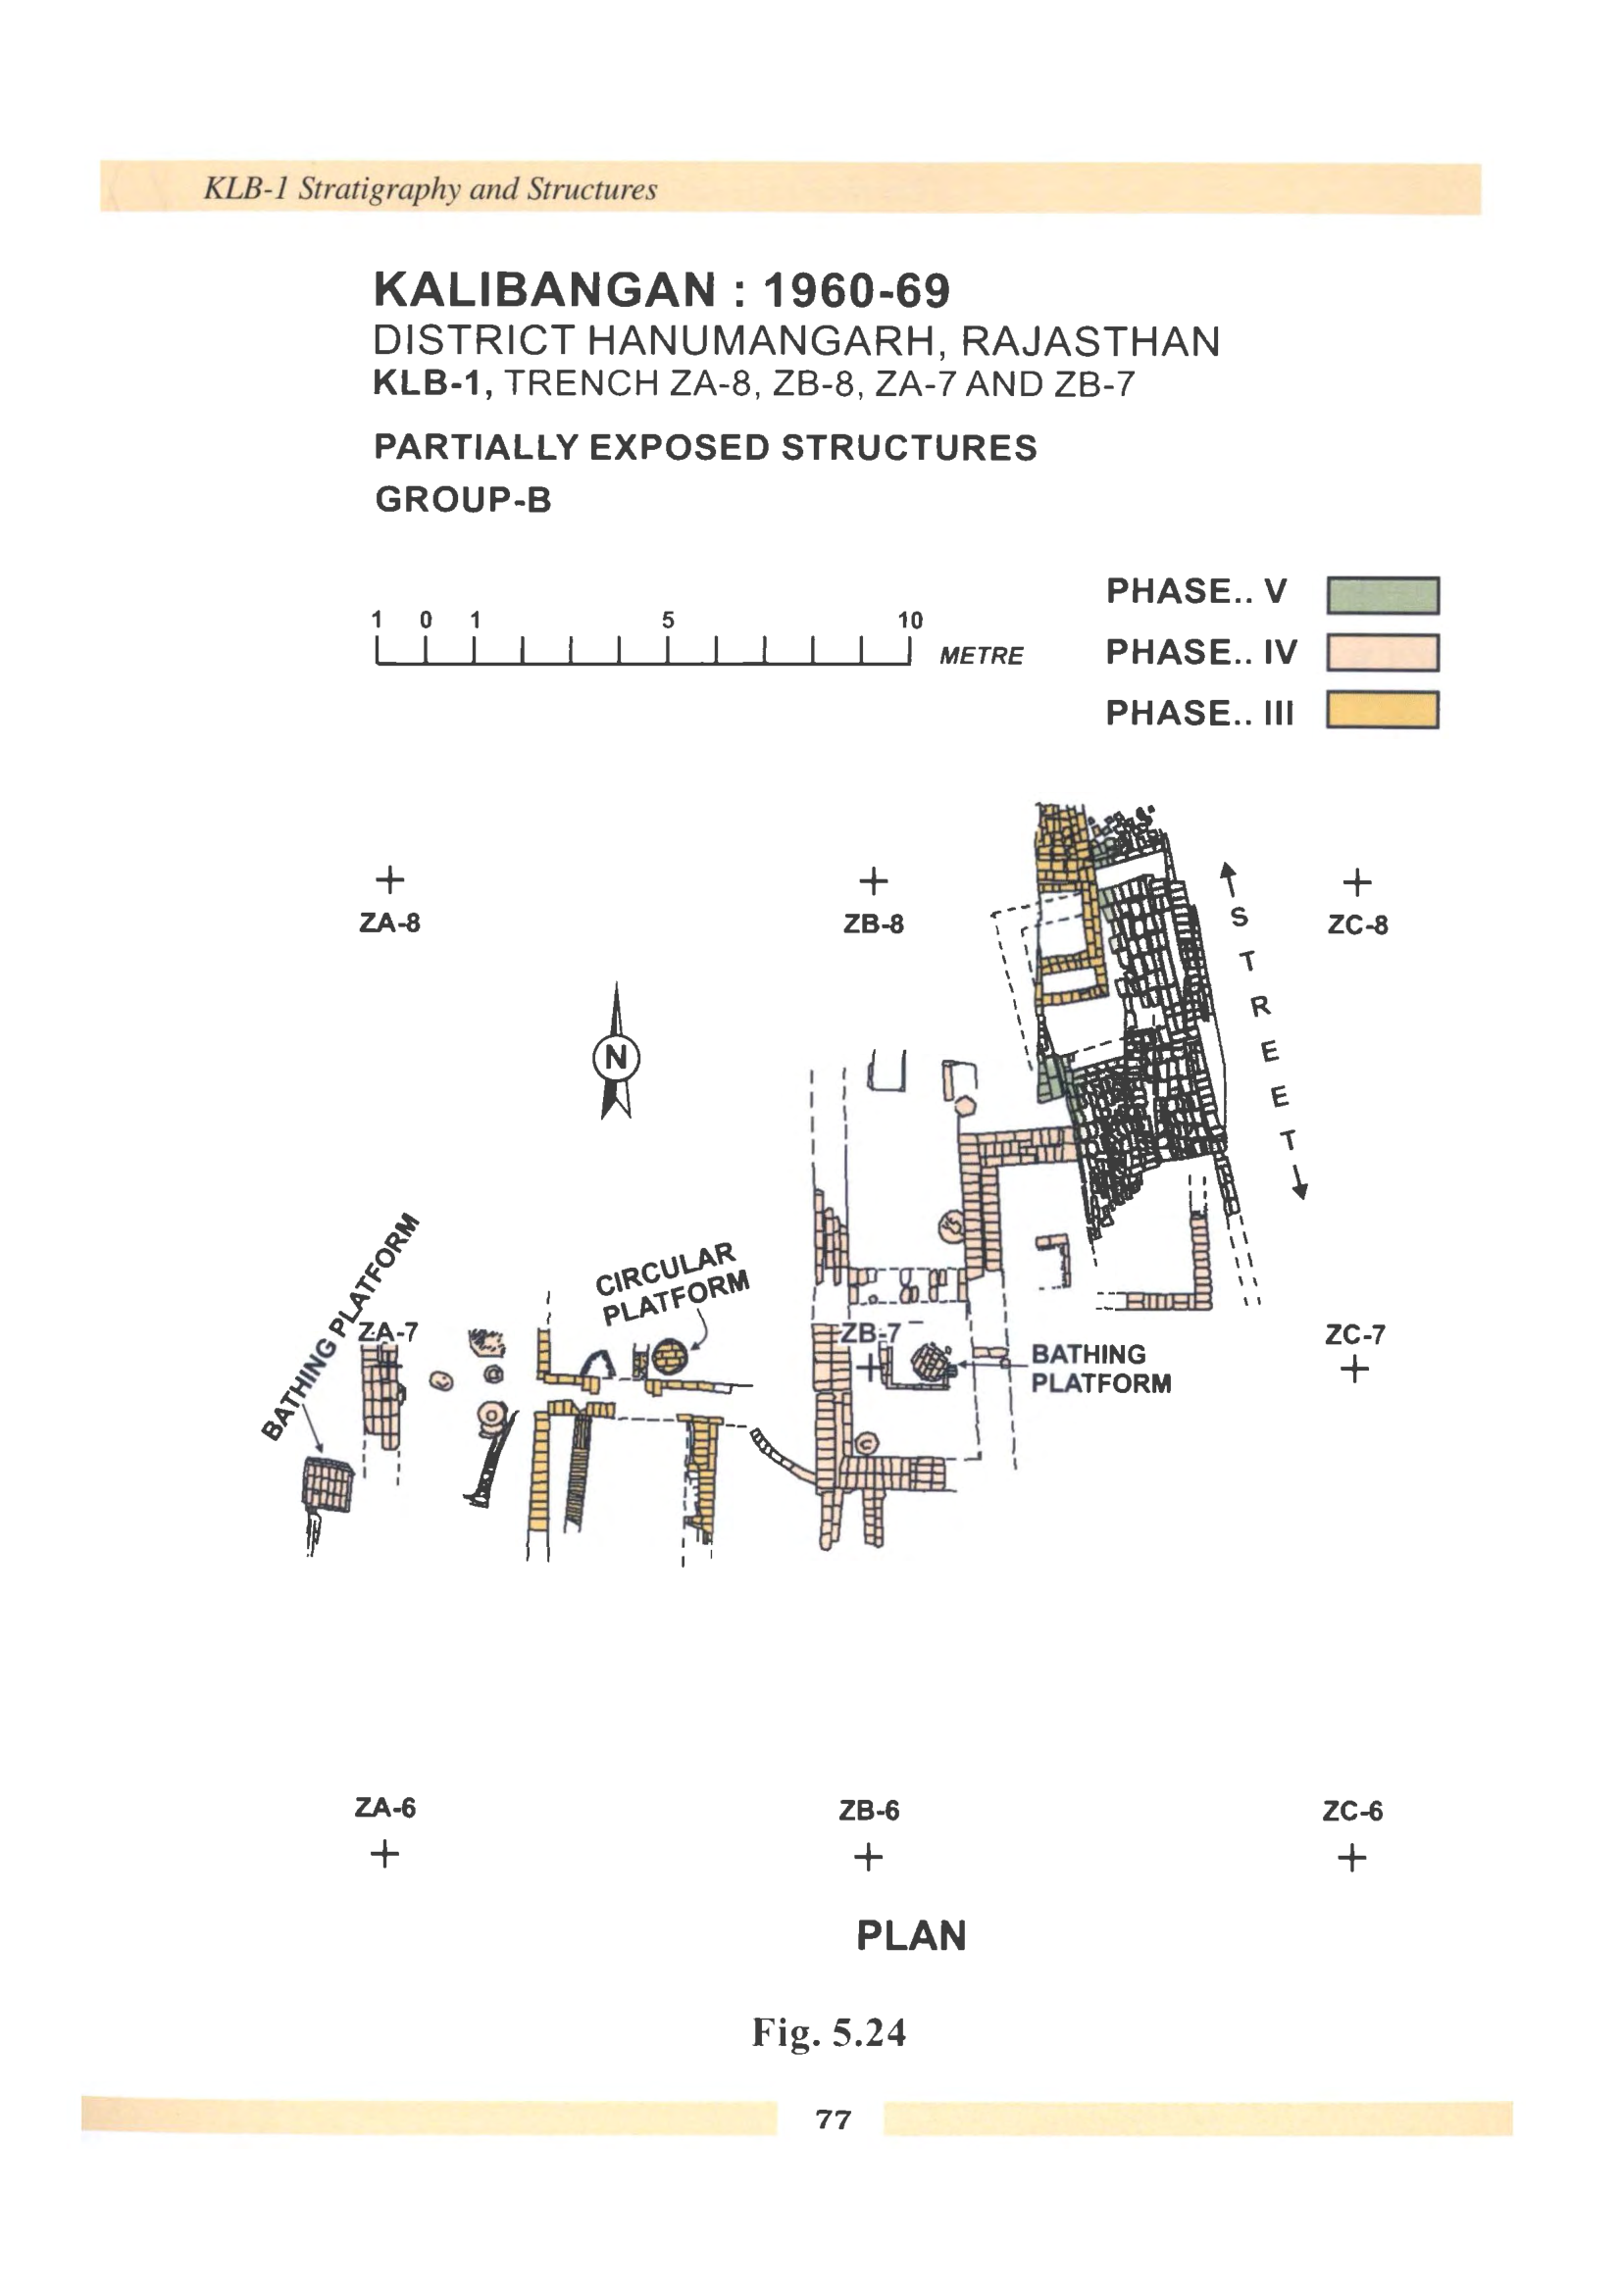 KLB-1 Stratigraphy and Structures
KALIBANGAN : 1960-69
DISTRICT HANUMANGARH, RAJASTHAN
KLB-1, TRENCH ZA-8, ZB-8, ZA-7 AND ZB-7
PARTIALLY EXPOSED STRUCTURES
GROUP-B
1 0 1 5 10
METRE
PHASE.. V
PHASE.. IV
PHASE.. III
ZA-8
ZB-8
ZC-8
STREET
N
BATHING PLATFORM
ZA-7
CIRCULAR
PLATFORM
ZB-7
BATHING
PLATFORM
ZC-7
ZA-6
ZB-6
ZC-6
PLAN
Fig. 5.24
77